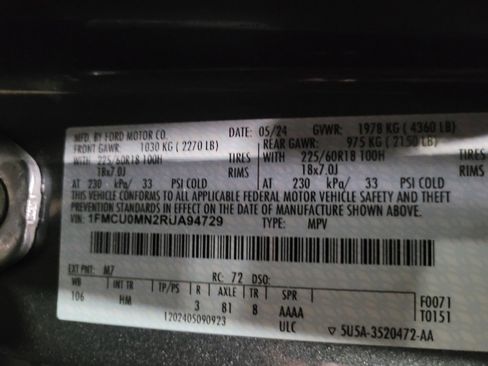 MFD. BY FORD MOTOR CO. DATE: 05/24 GVWR: 1978 KG ( 4360 LB)
FRONT GAWR: 1030 KG ( 2270 LB) REAR GAWR: 975 KG ( 2150 LB)
WITH 225/60R18 100H TIRES WITH 225/60R18 100H TIRES
18x7.0J RIMS 18x7.0J RIMS
AT 230 kPa/ 33 PSI COLD AT 230 kPa/ 33 PSI COLD
THIS VEHICLE CONFORMS TO ALL APPLICABLE FEDERAL MOTOR VEHICLE SAFETY AND THEFT
PREVENTION STANDARDS IN EFFECT ON THE DATE OF MANUFACTURE SHOWN ABOVE.
VIN: 1FMCU0MN2RUA94729 TYPE: MPV
EXT PNT: M7 RC: 72 DSO:
WB INT TR TP/PS R AXLE TR SPR F0071
106 HM 3 81 8 AAAA T0151
1202405090923 ULC ▽ 5U5A-3520472-AA